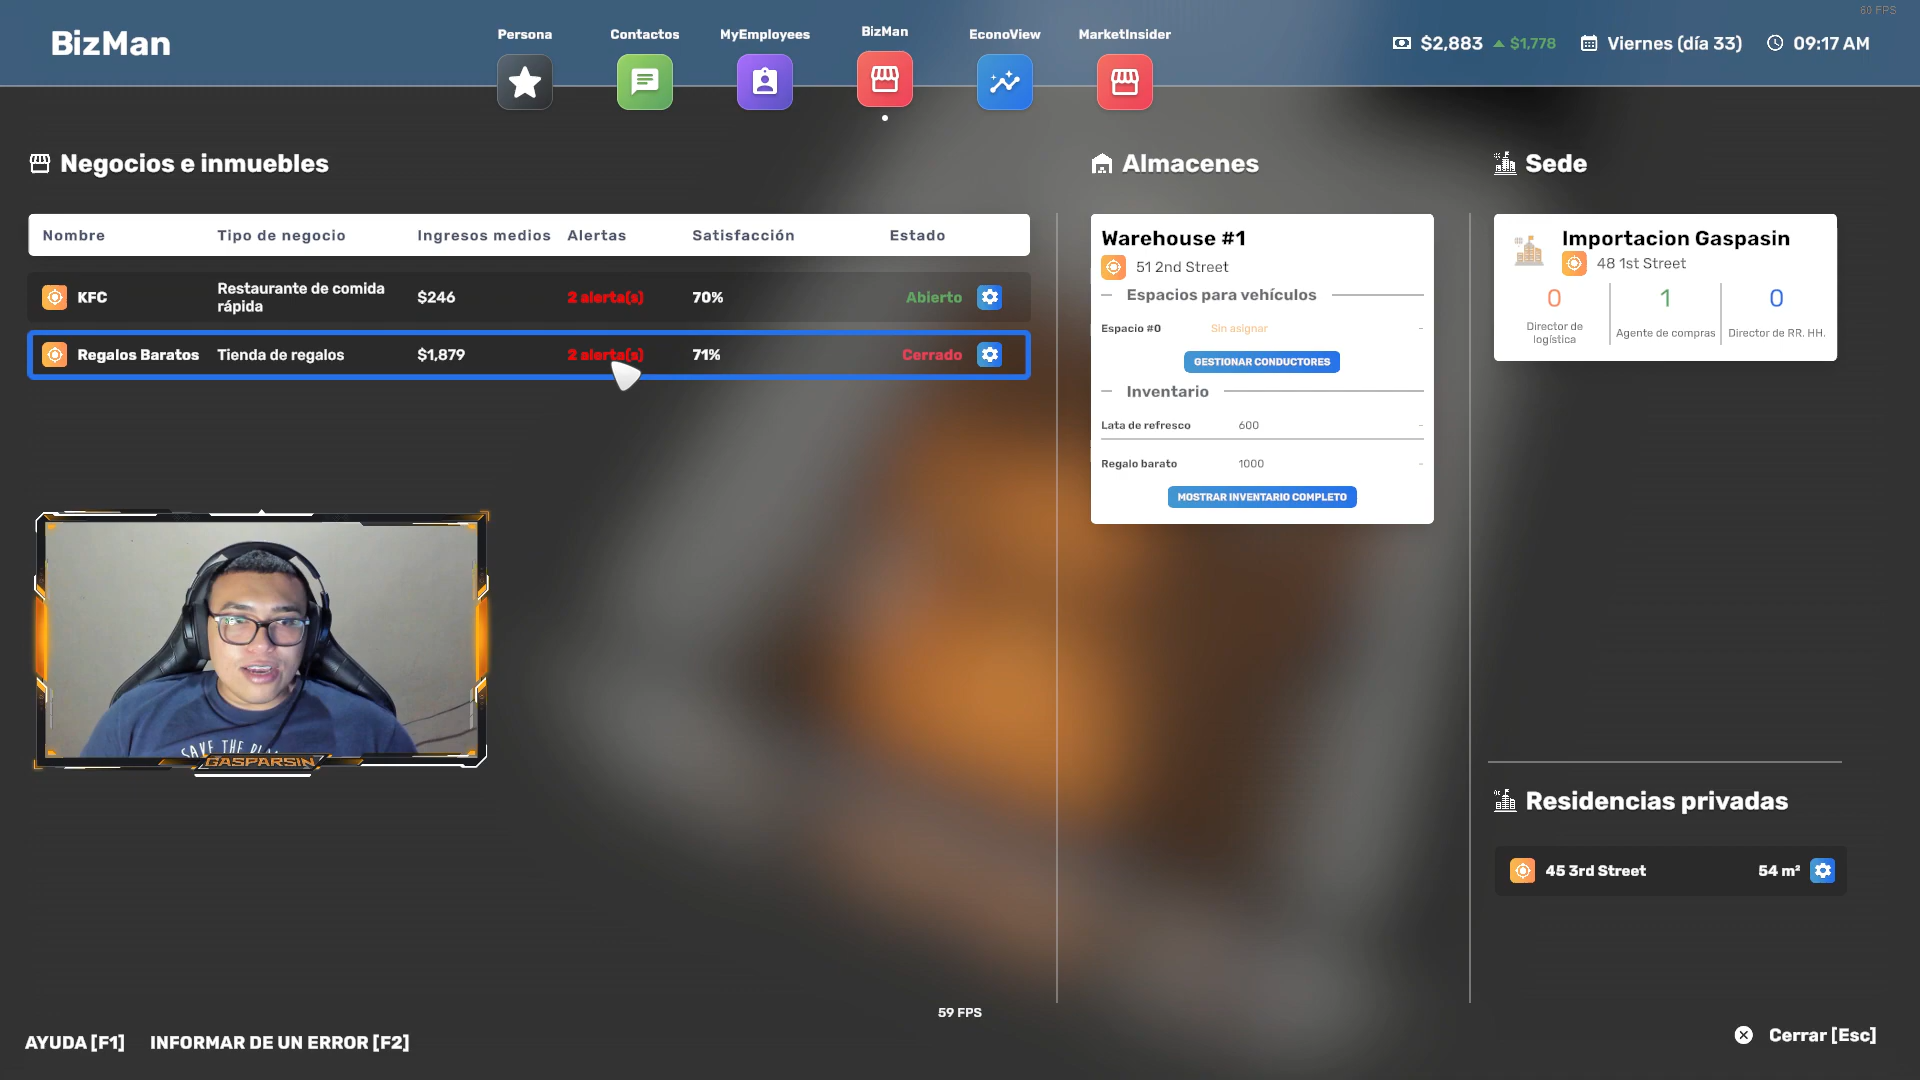 60 FPS
BizMan
Persona
Contactos
MyEmployees
BizMan
EconoView
MarketInsider
$2,883
$1,778
Viernes (día 33)
09:17 AM
Negocios e inmuebles
Nombre
Tipo de negocio
Ingresos medios
Alertas
Satisfacción
Estado
KFC
Restaurante de comida
rápida
$246
2 alerta(s)
70%
Abierto
Regalos Baratos
Tienda de regalos
$1,879
2 alerta(s)
71%
Cerrado
Almacenes
Warehouse #1
51 2nd Street
Espacios para vehículos
Espacio #0
Sin asignar
-
GESTIONAR CONDUCTORES
Inventario
Lata de refresco
600
-
Regalo barato
1000
-
MOSTRAR INVENTARIO COMPLETO
Sede
Importacion Gaspasin
48 1st Street
0
1
0
Director de
logística
Agente de compras
Director de RR. HH.
Residencias privadas
45 3rd Street
54 m²
SAVE THE
GASPARSIN
59 FPS
AYUDA [F1]
INFORMAR DE UN ERROR [F2]
Cerrar [Esc]